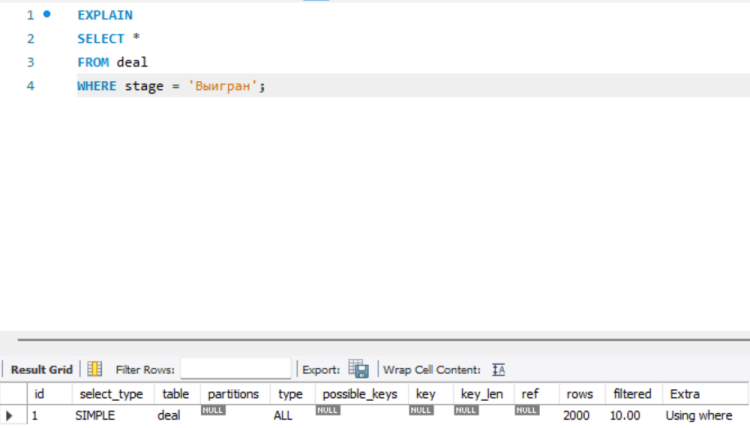 1 EXPLAIN
2 SELECT *
3 FROM deal
4 WHERE stage = 'Выигран';
Result Grid Filter Rows: Export: Wrap Cell Content: IA
id select_type table partitions type possible_keys key key_len ref rows filtered Extra
1 SIMPLE deal NULL ALL NULL NULL NULL NULL 2000 10.00 Using where